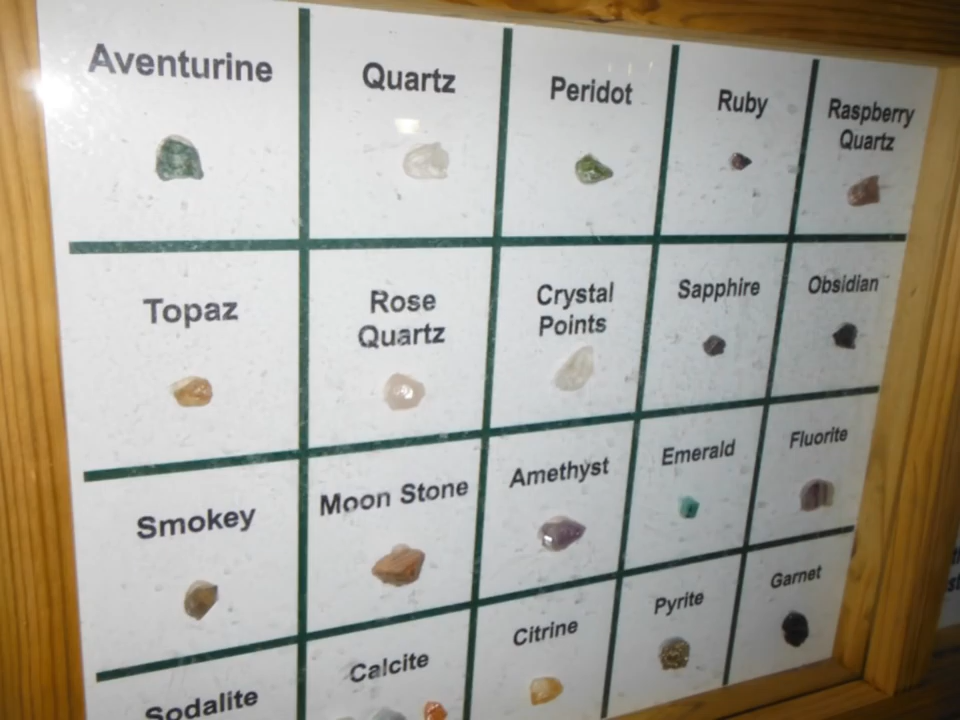 Aventurine
Quartz
Peridot
Ruby
Raspberry
Quartz
Topaz
Rose
Quartz
Crystal
Points
Sapphire
Obsidian
Smokey
Moon Stone
Amethyst
Emerald
Fluorite
Sodalite
Calcite
Citrine
Pyrite
Garnet